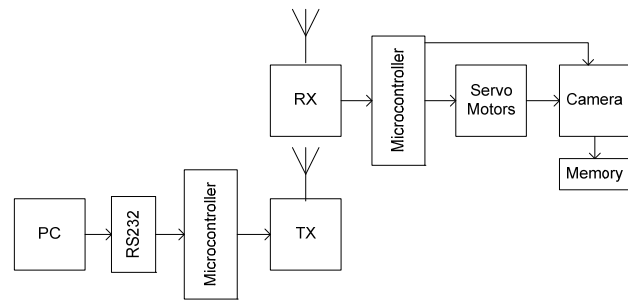 RX
Microcontroller
Servo
Motors
Camera
Memory
PC
RS232
Microcontroller
TX